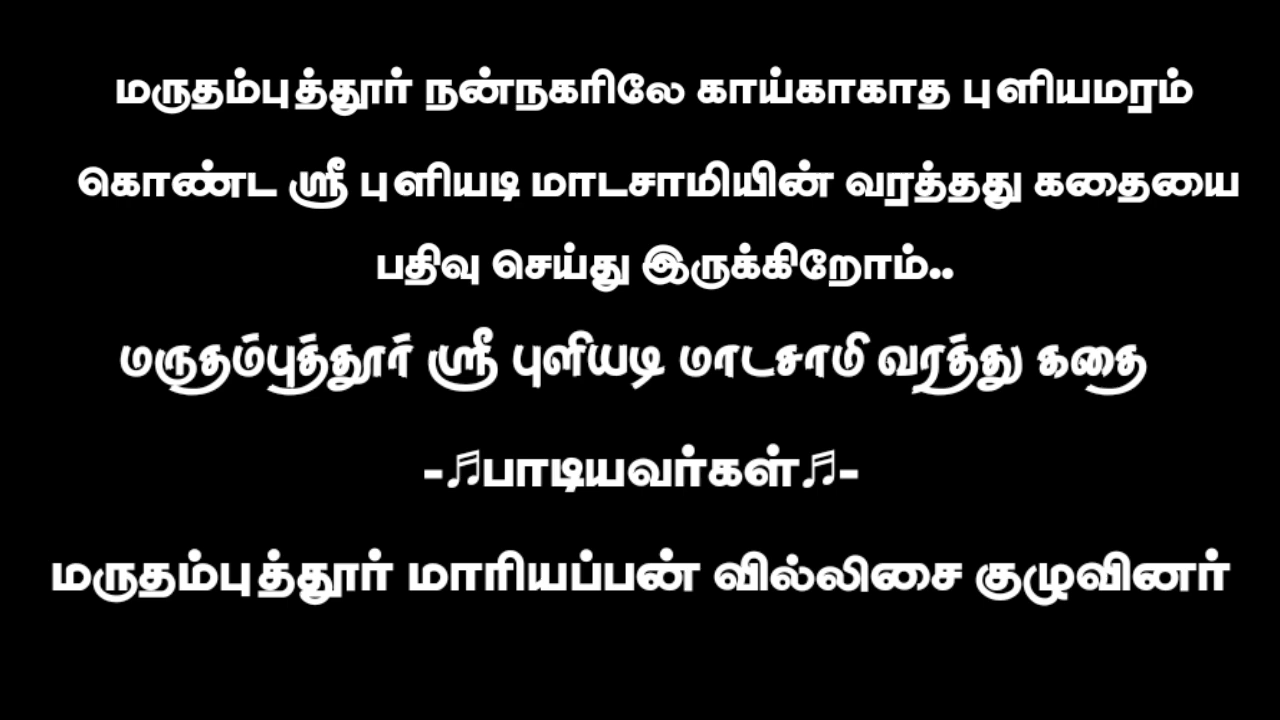 மருதம்புத்தூர் நன்நகரிலே காய்காகாத புளியமரம்
கொண்ட ஸ்ரீ புளியடி மாடசாமியின் வரத்தது கதையை
பதிவு செய்து இருக்கிறோம்..
மருதம்புத்தூர் ஸ்ரீ புளியடி மாடசாமி வரத்து கதை
-♬பாடியவர்கள்♬-
மருதம்புத்தூர் மாரியப்பன் வில்லிசை குழுவினர்